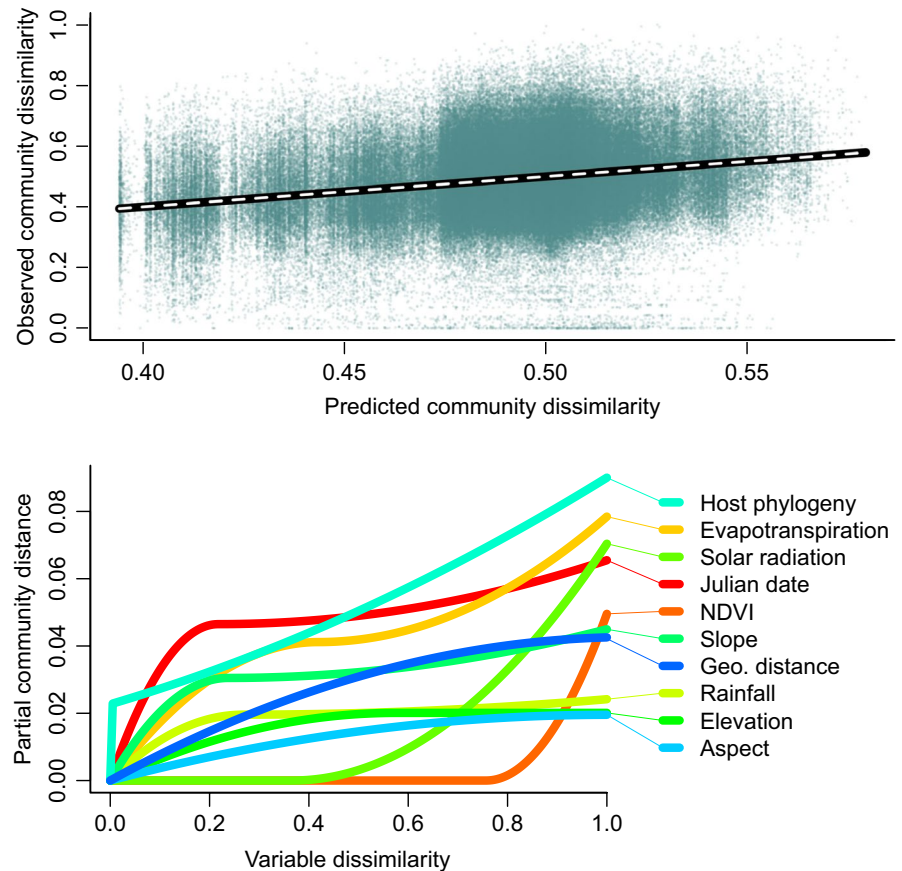 Observed community dissimilarity
1.0
0.8
0.6
0.4
0.2
0.0
0.40 0.45 0.50 0.55
Predicted community dissimilarity
Partial community distance
0.08
0.06
0.04
0.02
0.00
0.0 0.2 0.4 0.6 0.8 1.0
Variable dissimilarity
Host phylogeny
Evapotranspiration
Solar radiation
Julian date
NDVI
Slope
Geo. distance
Rainfall
Elevation
Aspect